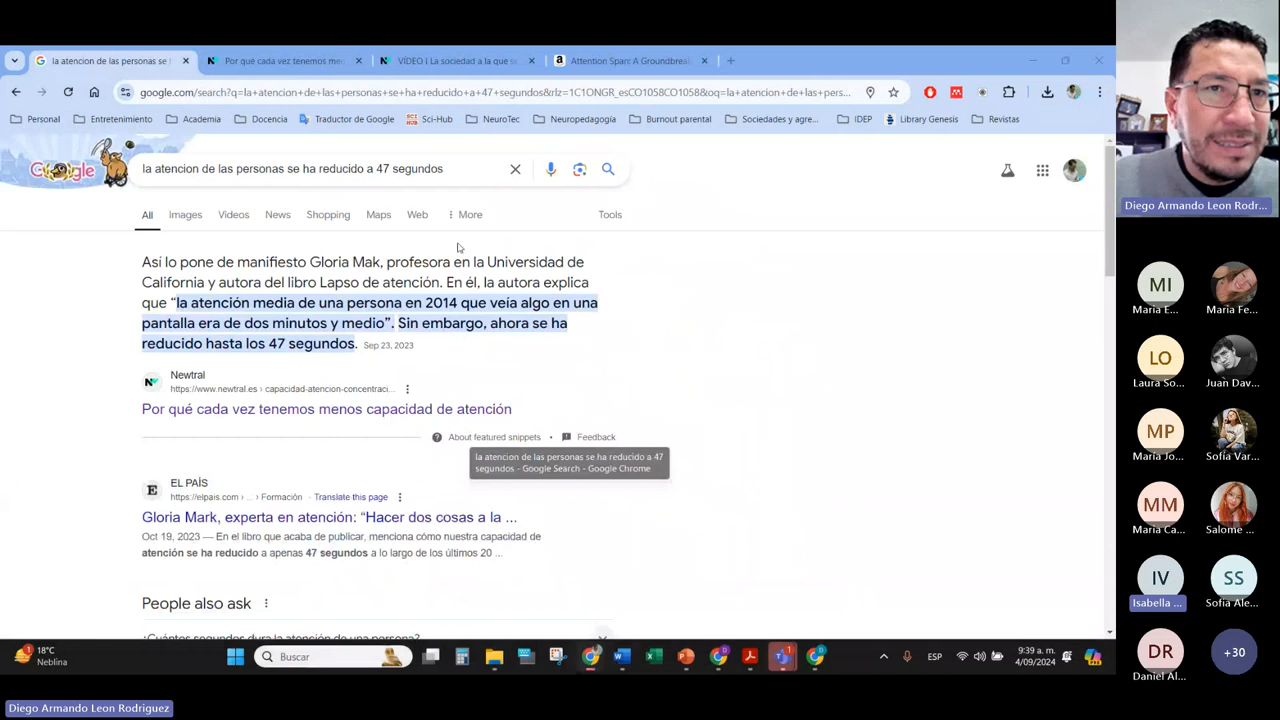 la atencion de las personas se h
Por qué cada vez tenemos men
VÍDEO | La sociedad a la que s
Attention Span: A Groundbreak
google.com/search?q=la+atencion+de+las+personas+se+ha+reducido+a+47+segundos&rlz=1C1ONGR_esCO1058CO1058&oq=la+atencion+de+las+pers...
Personal
Entretenimiento
Academia
Docencia
Traductor de Google
Sci-Hub
NeuroTec
Neuropedagogía
Burnout parental
Sociedades y agre...
IDEP
Library Genesis
Revistas
Google
la atencion de las personas se ha reducido a 47 segundos
All
Images
Videos
News
Shopping
Maps
Web
More
Tools
Así lo pone de manifiesto Gloria Mak, profesora en la Universidad de
California y autora del libro Lapso de atención. En él, la autora explica
que “la atención media de una persona en 2014 que veía algo en una
pantalla era de dos minutos y medio”. Sin embargo, ahora se ha
reducido hasta los 47 segundos. Sep 23, 2023
Newtral
https://www.newtral.es › capacidad-atencion-concentraci...
Por qué cada vez tenemos menos capacidad de atención
About featured snippets • Feedback
la atencion de las personas se ha reducido a 47
segundos - Google Search - Google Chrome
EL PAÍS
https://elpais.com › ... › Formación · Translate this page
Gloria Mark, experta en atención: “Hacer dos cosas a la ...
Oct 19, 2023 — En el libro que acaba de publicar, menciona cómo nuestra capacidad de
atención se ha reducido a apenas 47 segundos a lo largo de los últimos 20 ...
People also ask
¿Cuántos segundos dura la atención de una persona?
18°C
Neblina
Buscar
ESP
9:39 a. m.
4/09/2024
Diego Armando Leon Rodriguez
Diego Armando Leon Rodr...
MI
Maria E...
Maria Fe...
LO
Laura So...
Juan Dav...
MP
Maria Jo...
Sofía Var...
MM
Maria Ca...
Salome ...
IV
Isabella ...
SS
Sofia Ale...
DR
Daniel Al...
+30